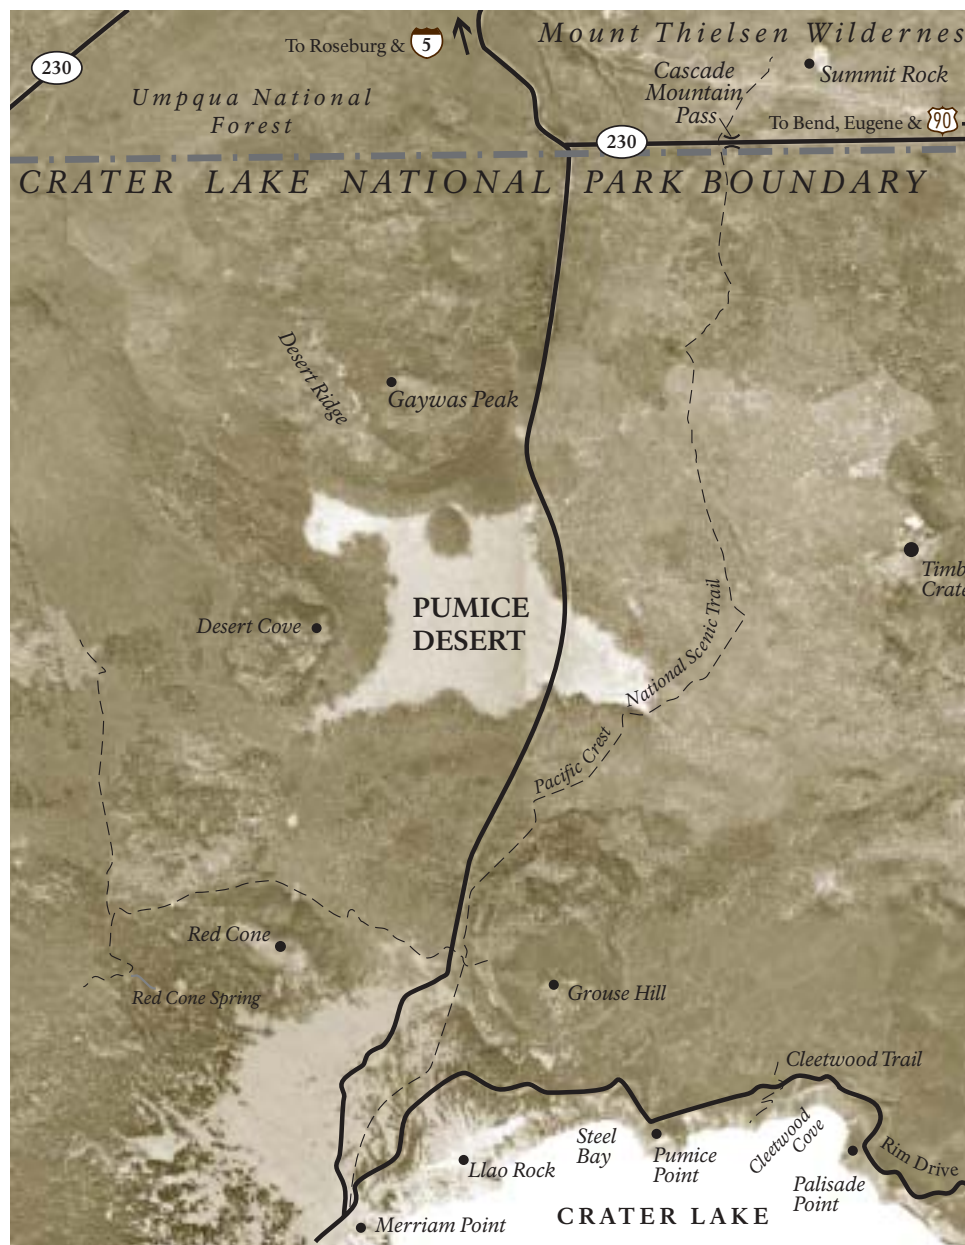 To Roseburg & 5
Mount Thielsen Wildernes
230
Cascade
Mountain
Pass
Summit Rock
Umpqua National
Forest
To Bend, Eugene & 90
230
CRATER LAKE NATIONAL PARK BOUNDARY
Desert Ridge
Gaywas Peak
Timb
Crate
PUMICE
DESERT
Desert Cove
National Scenic Trail
Pacific Crest
Red Cone
Red Cone Spring
Grouse Hill
Cleetwood Trail
Cleetwood
Cove
Steel
Bay
Pumice
Point
Rim Drive
Llao Rock
Palisade
Point
Merriam Point
CRATER LAKE